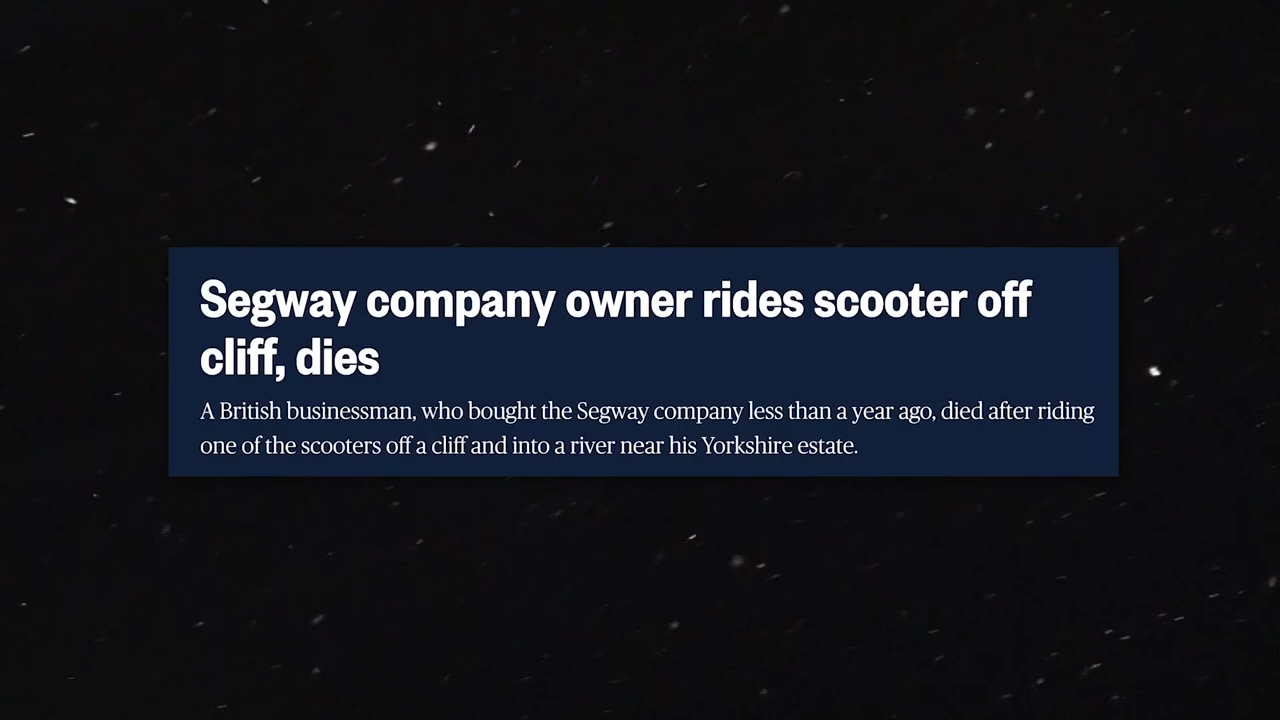 Segway company owner rides scooter off
cliff, dies
A British businessman, who bought the Segway company less than a year ago, died after riding
one of the scooters off a cliff and into a river near his Yorkshire estate.